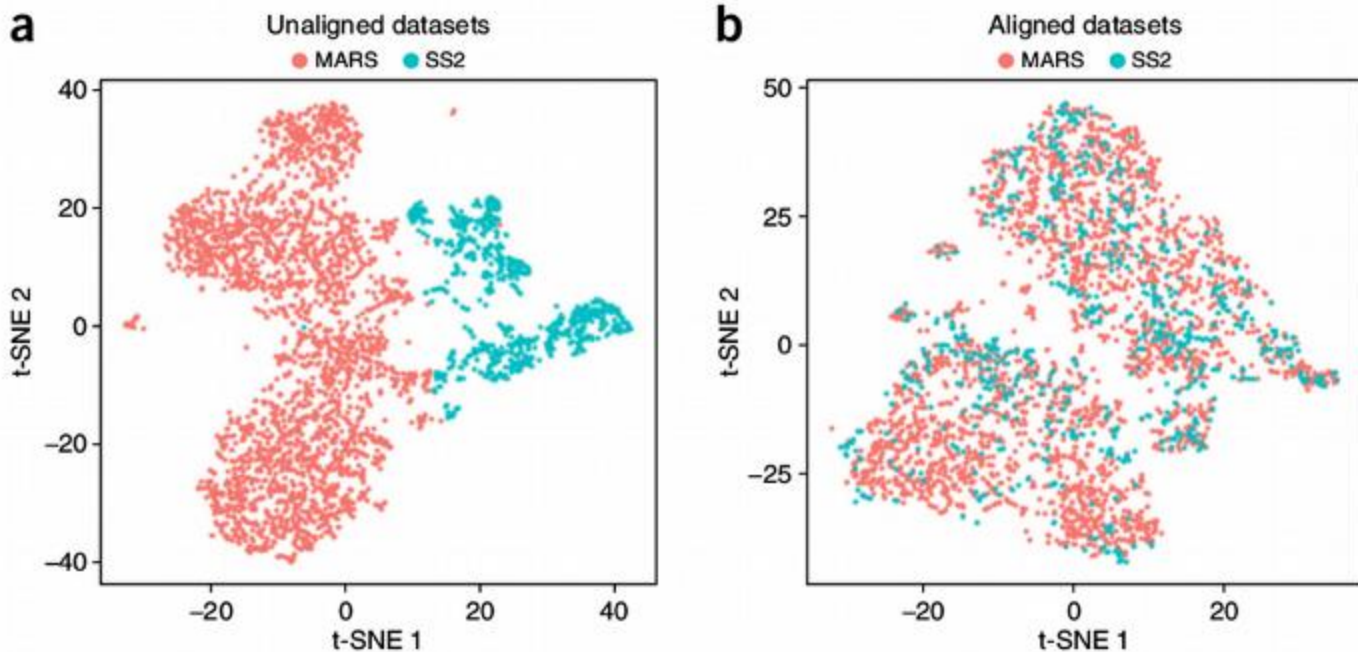 a
Unaligned datasets
MARS SS2
40
20
0
−20
−40
t-SNE 2
−20 0 20 40
t-SNE 1
b
Aligned datasets
MARS SS2
50
25
0
−25
t-SNE 2
−20 0 20
t-SNE 1